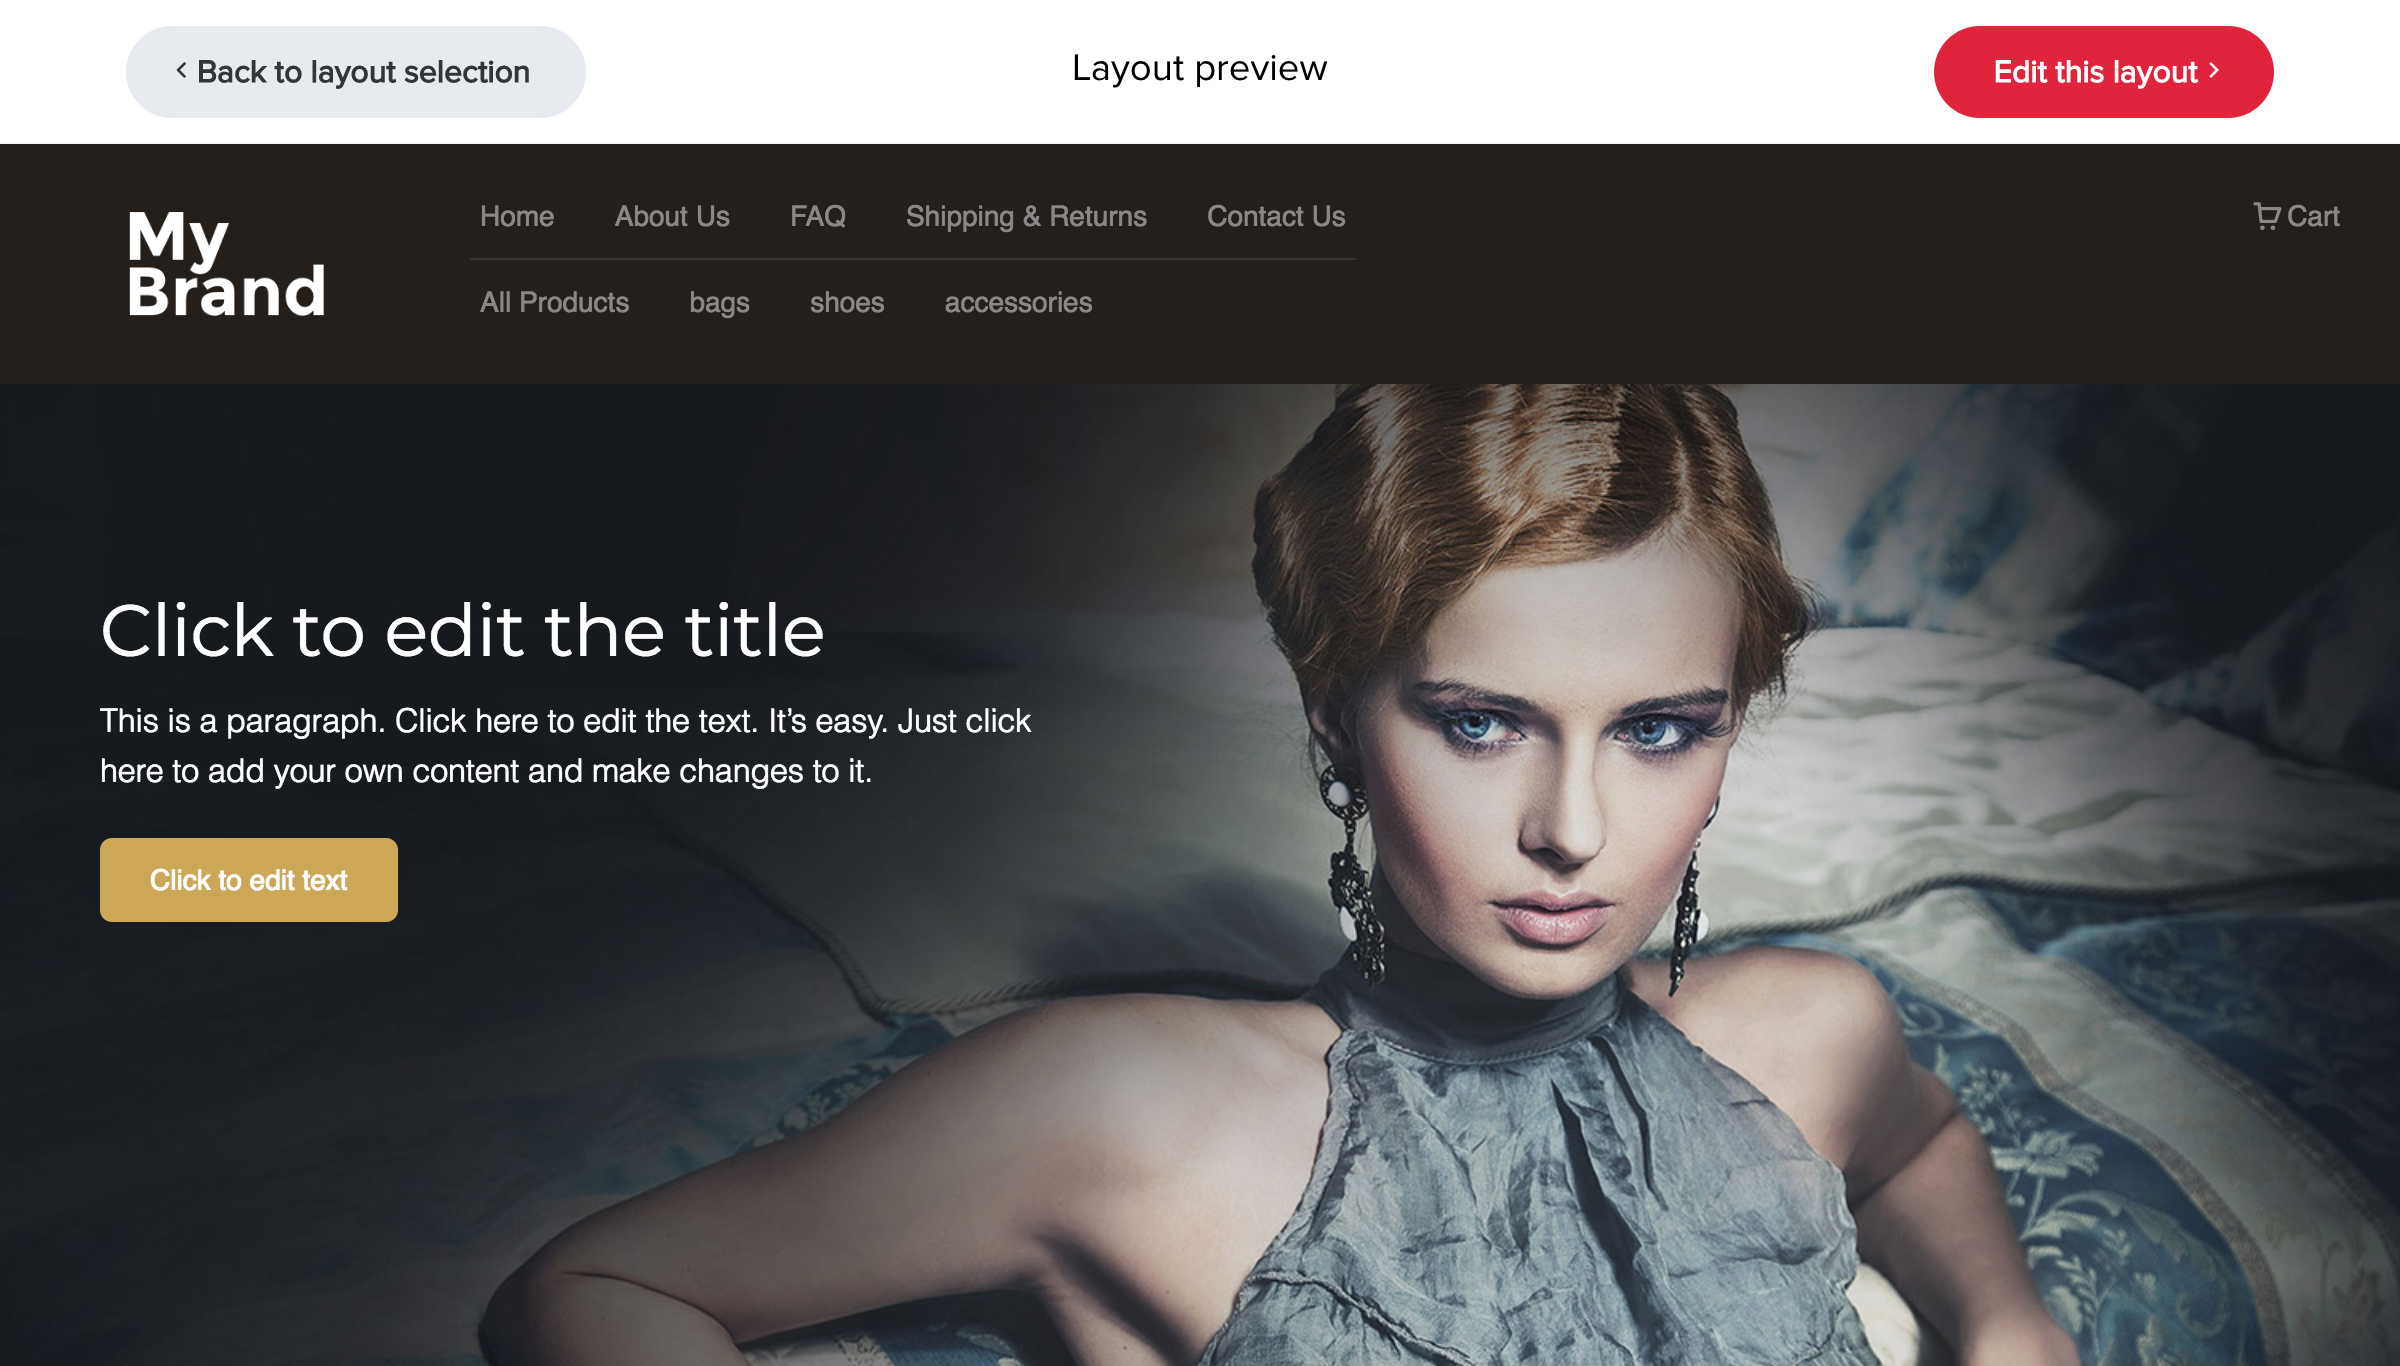 Back to layout selection
Layout preview
Edit this layout
My
Brand
Home About Us FAQ Shipping & Returns Contact Us
Cart
All Products bags shoes accessories
Click to edit the title
This is a paragraph. Click here to edit the text. It’s easy. Just click
here to add your own content and make changes to it.
Click to edit text